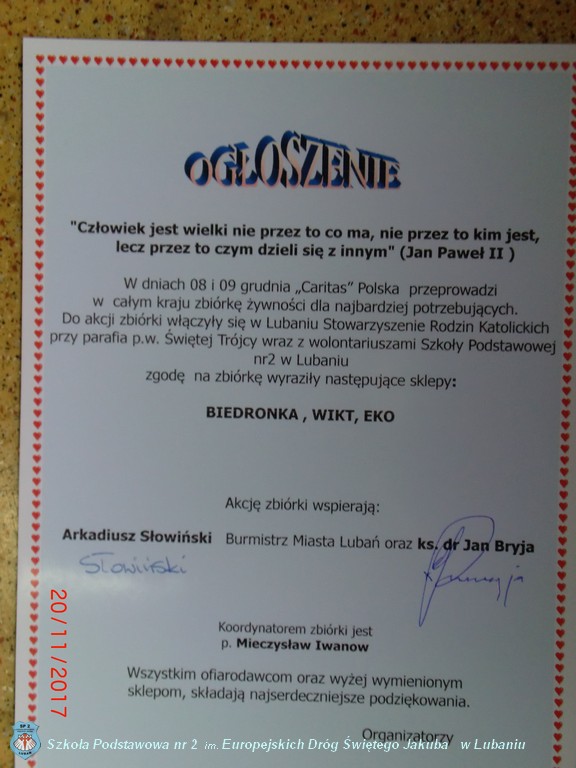 OGŁOSZENIE
"Człowiek jest wielki nie przez to co ma, nie przez to kim jest,
lecz przez to czym dzieli się z innym" (Jan Paweł II )
W dniach 08 i 09 grudnia „Caritas” Polska przeprowadzi
w całym kraju zbiórkę żywności dla najbardziej potrzebujących.
Do akcji zbiórki włączyły się w Lubaniu Stowarzyszenie Rodzin Katolickich
przy parafia p.w. Świętej Trójcy wraz z wolontariuszami Szkoły Podstawowej
nr2 w Lubaniu
zgodę na zbiórkę wyraziły następujące sklepy:
BIEDRONKA , WIKT, EKO
Akcję zbiórki wspierają:
Arkadiusz Słowiński Burmistrz Miasta Lubań oraz ks. dr Jan Bryja
Słowiński
Koordynatorem zbiórki jest
p. Mieczysław Iwanow
Wszystkim ofiarodawcom oraz wyżej wymienionym
sklepom, składają najserdeczniejsze podziękowania.
Organizatorzy
20/11/2017
SP 2
Szkoła Podstawowa nr 2 im. Europejskich Dróg Świętego Jakuba w Lubaniu